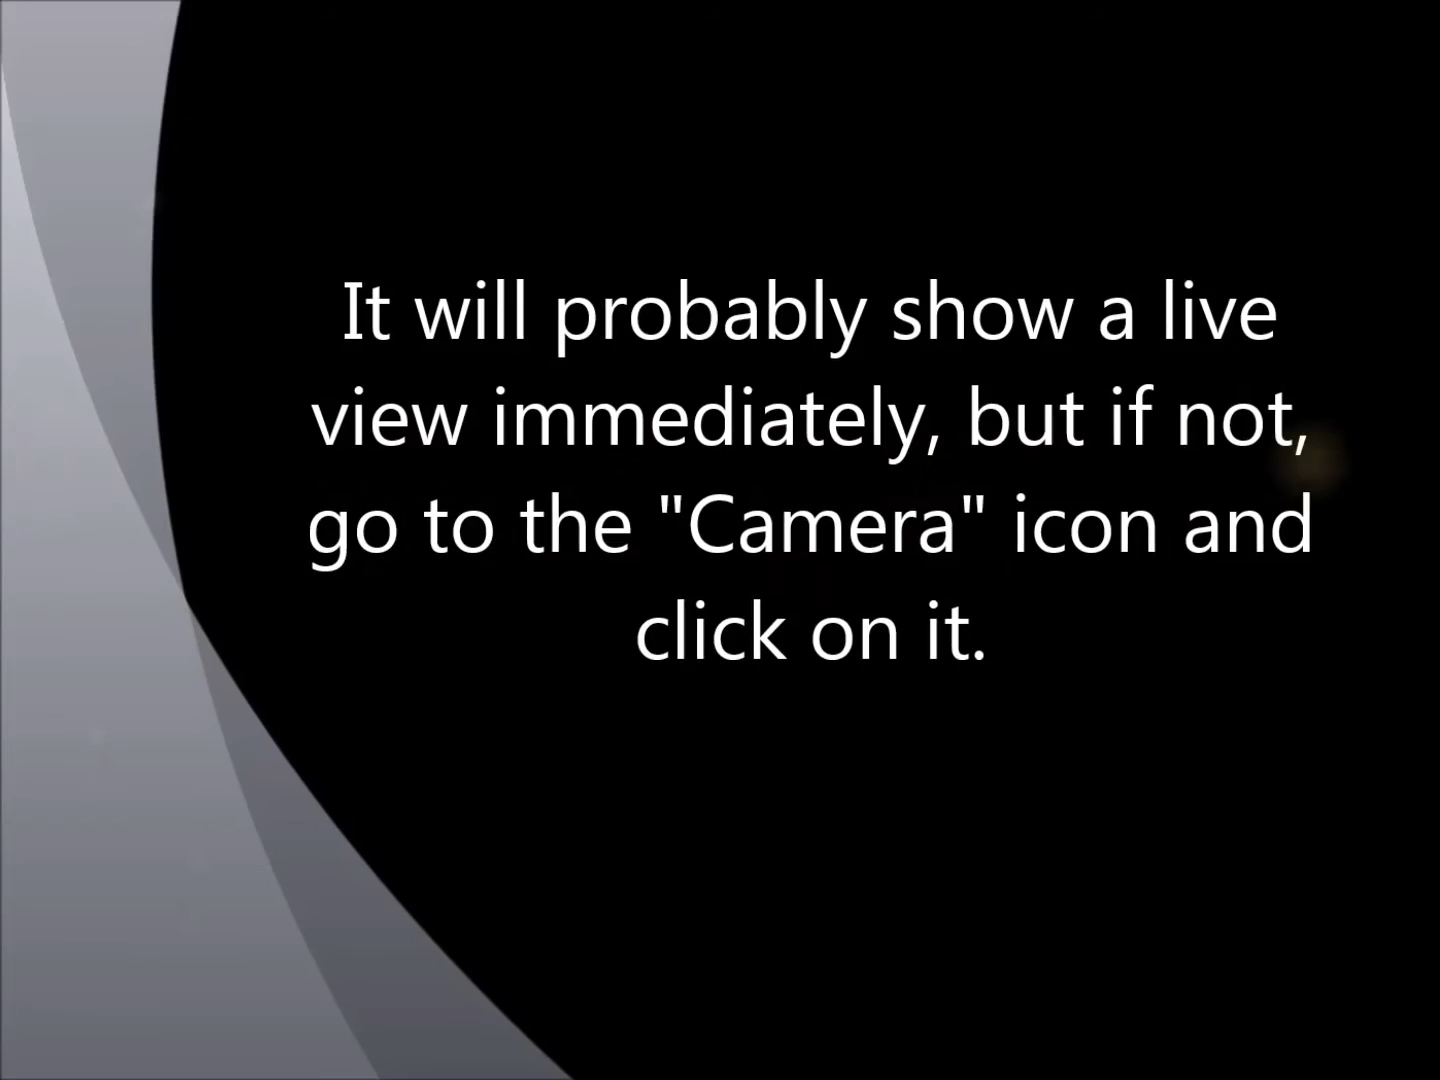 It will probably show a live
view immediately, but if not,
go to the "Camera" icon and
click on it.